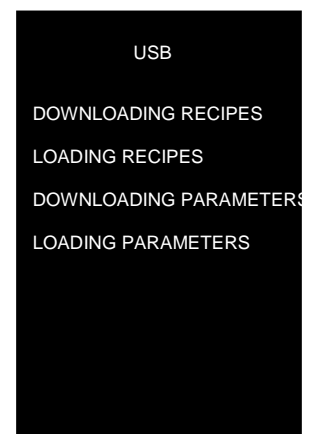 USB
DOWNLOADING RECIPES
LOADING RECIPES
DOWNLOADING PARAMETERS
LOADING PARAMETERS